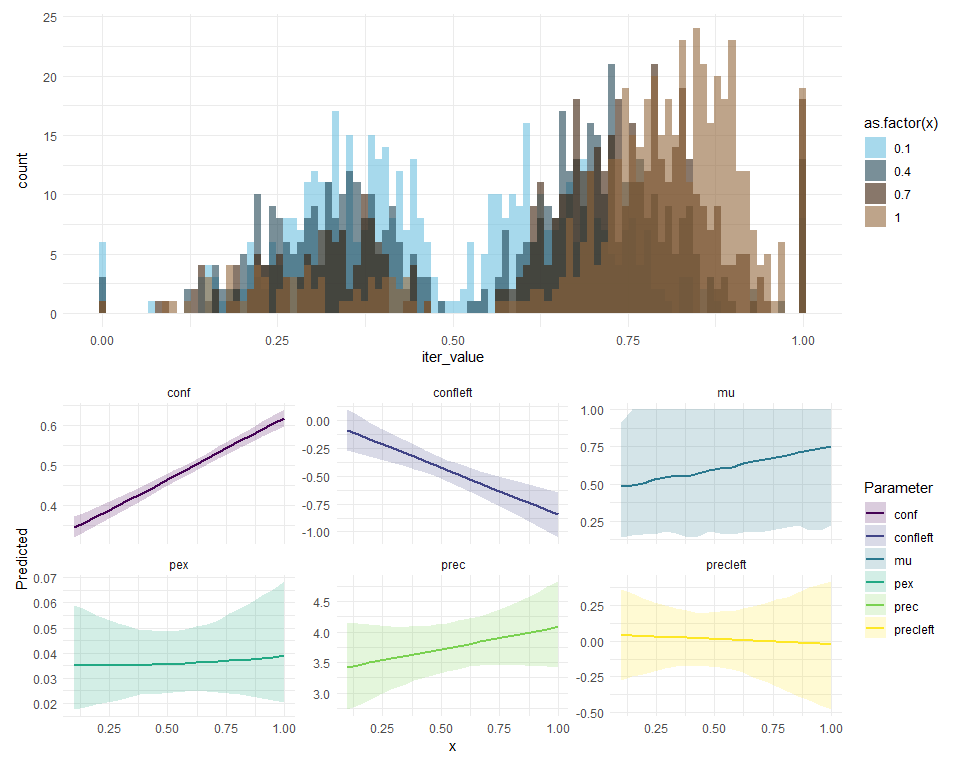 25
20
15
10
5
0
count
0.00 0.25 0.50 0.75 1.00
iter_value
as.factor(x)
0.1
0.4
0.7
1
conf confleft mu
0.6
0.5
0.4
0.00
-0.25
-0.50
-0.75
-1.00
1.00
0.75
0.50
0.25
Predicted
pex prec precleft
0.07
0.06
0.05
0.04
0.03
0.02
4.5
4.0
3.5
3.0
0.25
0.00
-0.25
-0.50
0.25 0.50 0.75 1.00 0.25 0.50 0.75 1.00 0.25 0.50 0.75 1.00
x
Parameter
conf
confleft
mu
pex
prec
precleft